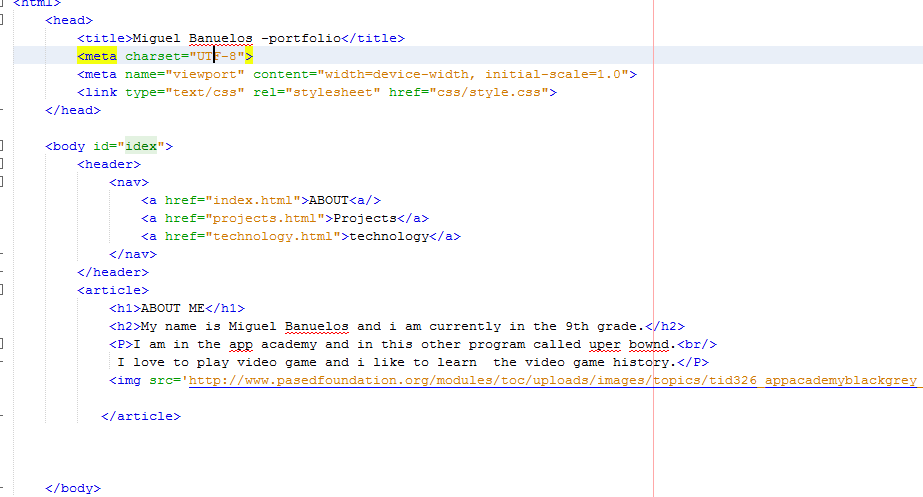 <html>
<head>
<title>Miguel Banuelos -portfolio</title>
<meta charset="UTF-8">
<meta name="viewport" content="width=device-width, initial-scale=1.0">
<link type="text/css" rel="stylesheet" href="css/style.css">
</head>
<body id="idex">
<header>
<nav>
<a href="index.html">ABOUT<a/>
<a href="projects.html">Projects</a>
<a href="technology.html">technology</a>
</nav>
</header>
<article>
<h1>ABOUT ME</h1>
<h2>My name is Miguel Banuelos and i am currently in the 9th grade.</h2>
<P>I am in the app academy and in this other program called uper bownd.<br/>
I love to play video game and i like to learn  the video game history.</P>
<img src='http://www.pasedfoundation.org/modules/toc/uploads/images/topics/tid326_appacademyblackgrey
</article>
</body>